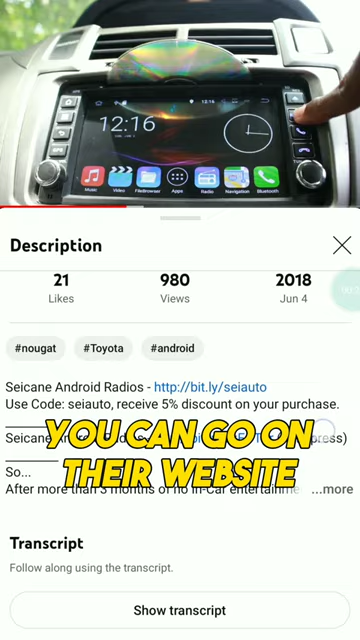 12:16
12:16
Music
Video
FileBrowser
Apps
Radio
Navigation
Bluetooth
Description
21
980
2018
Likes
Views
Jun 4
#nougat
#Toyota
#android
Seicane Android Radios - http://bit.ly/seiauto
Use Code: seiauto, receive 5% discount on your purchase.
YOU CAN GO ON
THEIR WEBSITE
So...
After more than 3 months of no In-Car entertainme
...more
Transcript
Follow along using the transcript.
Show transcript